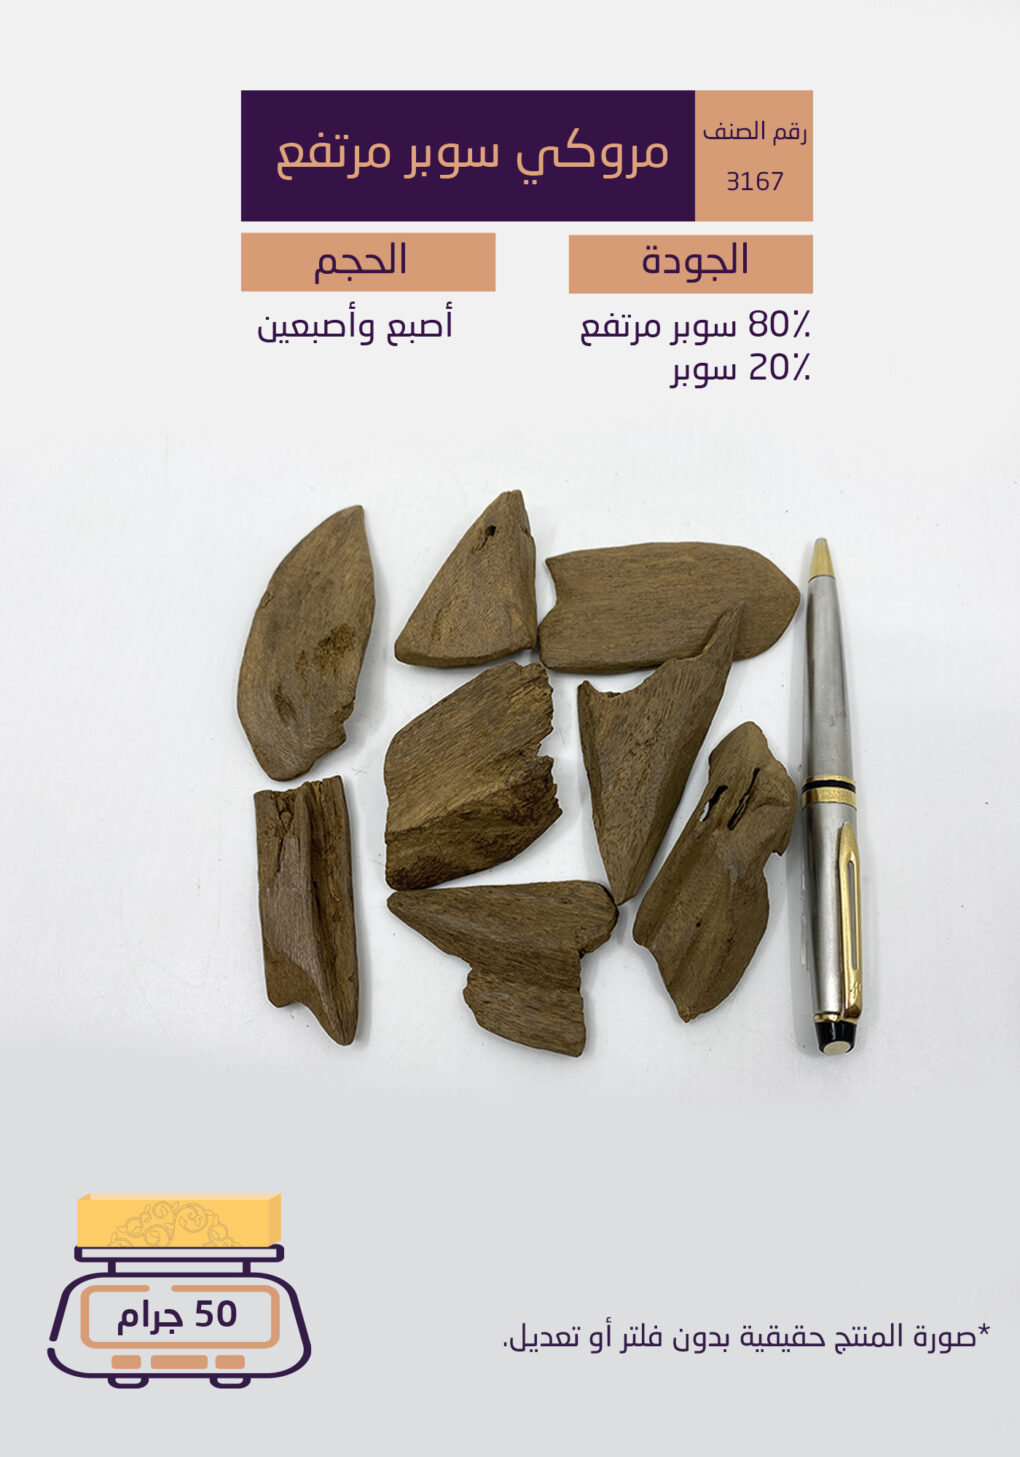 رقم الصنف
3167
مروكي سوبر مرتفع
الجودة
80٪ سوبر مرتفع
20٪ سوبر
الحجم
أصبع وأصبعين
50 جرام
*صورة المنتج حقيقية بدون فلتر أو تعديل.